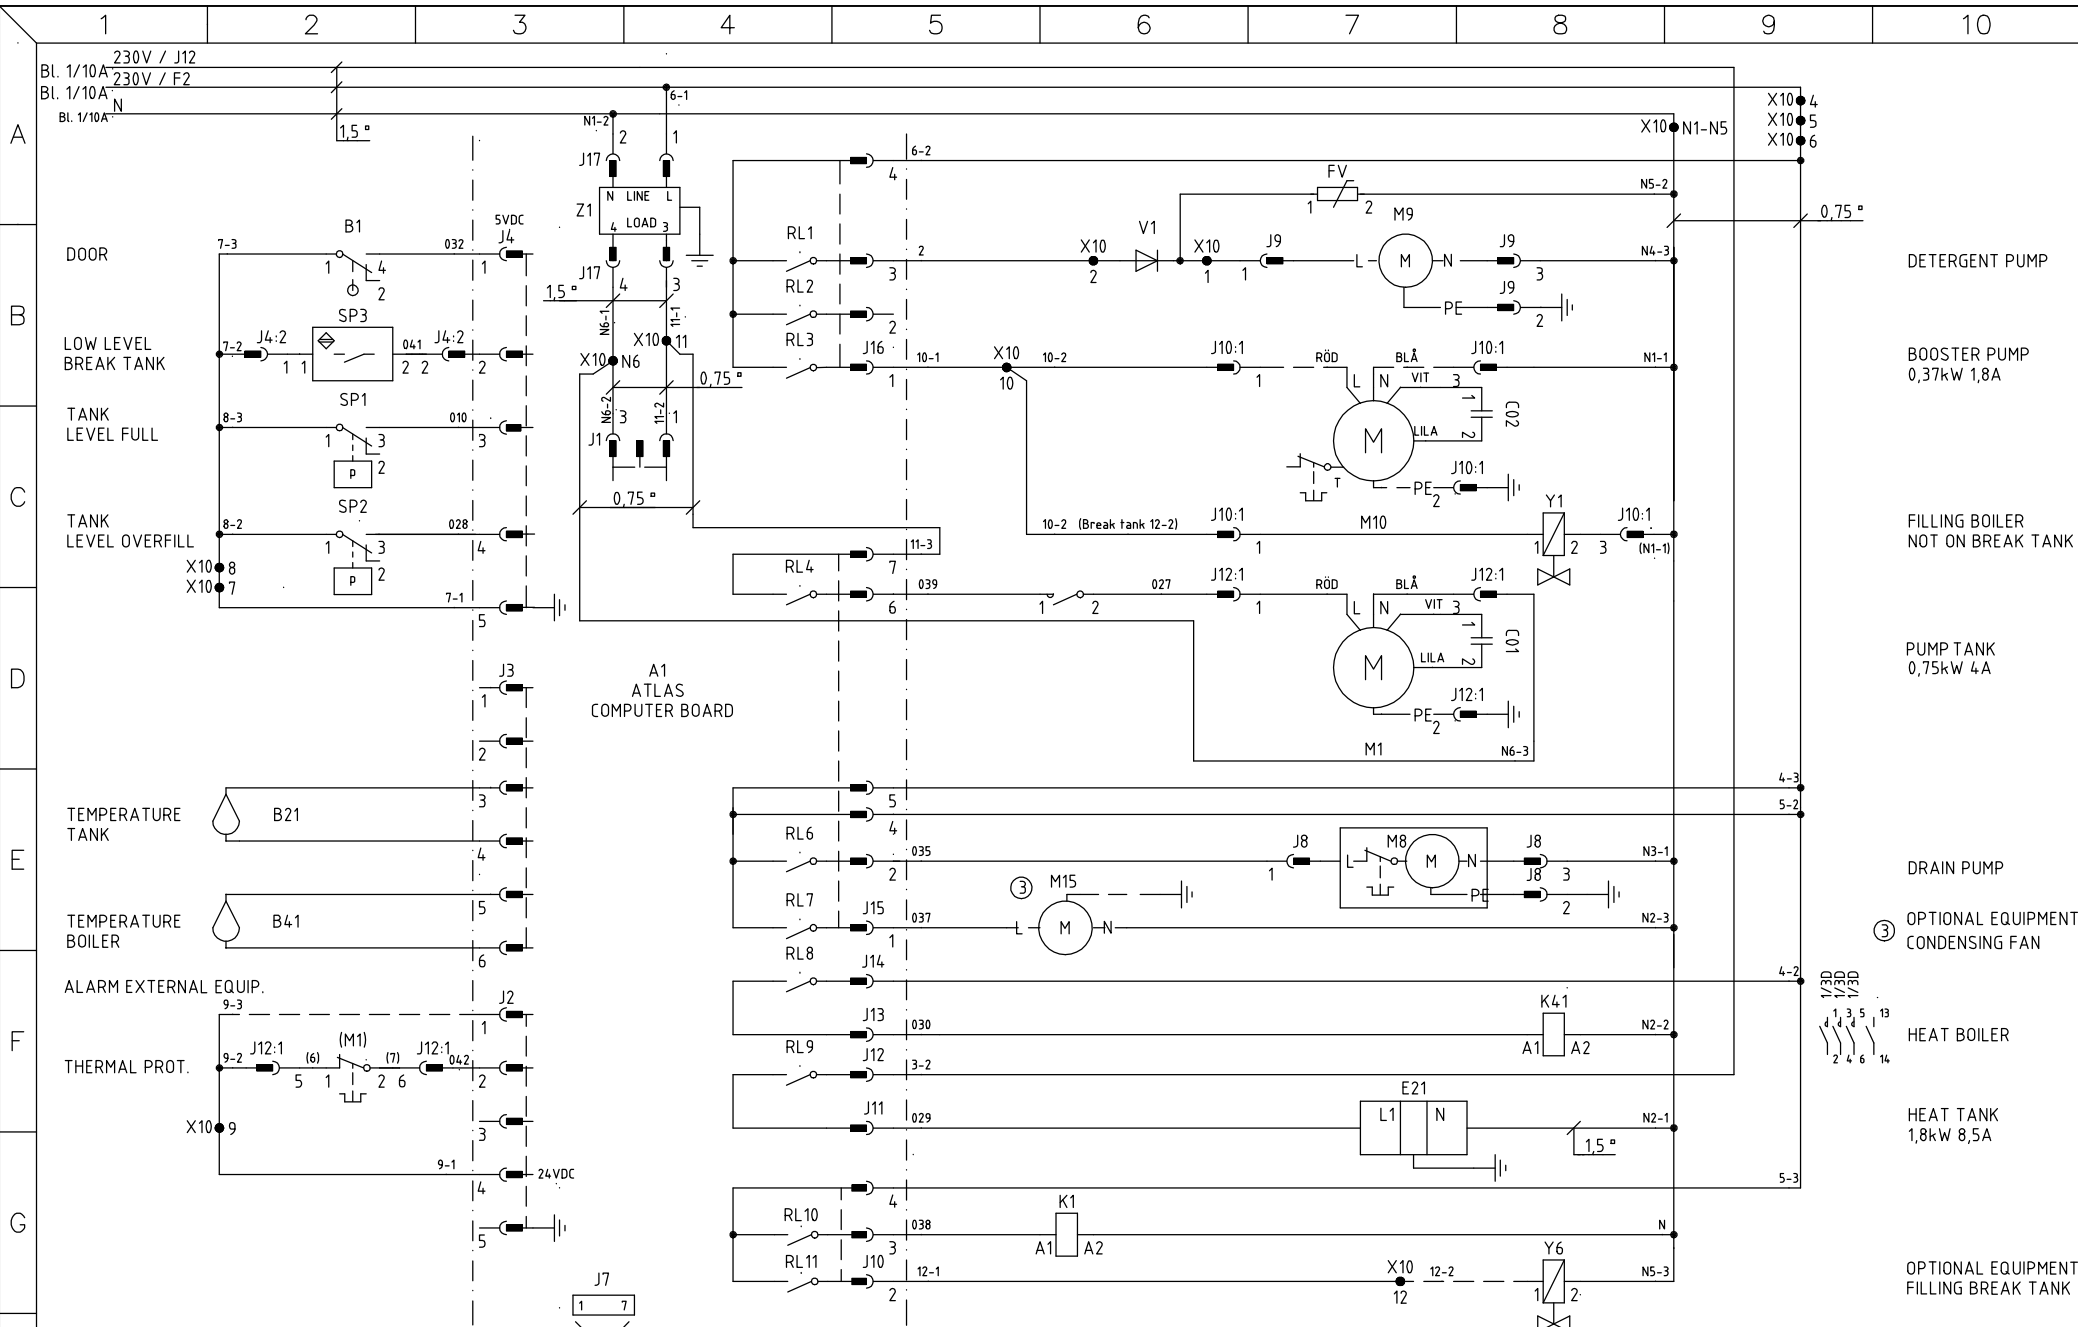 1 2 3 4 5 6 7 8 9 10
A
B
C
D
E
F
G
Bl. 1/10A 230V / J12
Bl. 1/10A 230V / F2
Bl. 1/10A N
1,5
6-1
N1-2
2 1
J17
N LINE L
Z1
4 LOAD 3
J17 4 3
1,5
N6-1 11-1
X10 11
X10 N6
0,75
N6-2 11-2
3 1
J1
0,75
X10 4
X10 5
X10 6
X10 N1-N5
6-2
4
FV
1 2
N5-2
0,75
DOOR
7-3
B1
1 4
2
032
5VDC
J4
1
LOW LEVEL
BREAK TANK
7-2
J4:2
1 1
SP3
041
J4:2
2 2
2
TANK
LEVEL FULL
8-3
SP1
1 3
2
P
010
3
TANK
LEVEL OVERFILL
8-2
SP2
1 3
2
P
028
4
X10 8
X10 7
7-1
5
RL1
3
2
X10
2
V1
X10
1
J9
1
M9
L M N
J9
3
N4-3
DETERGENT PUMP
PE
J9
2
RL2
2
RL3
J16
1
10-1
X10
10
10-2
J10:1
1
RÖD
BLÅ
L N
VIT 3
J10:1
N1-1
BOOSTER PUMP
0,37kW 1,8A
M
LILA
1
2
C02
T
PE
2
J10:1
10-2 (Break tank 12-2)
J10:1
1
M10
Y1
1 2
3
J10:1
(N1-1)
FILLING BOILER
NOT ON BREAK TANK
11-3
7
RL4
6
039
1 2
027
J12:1
1
RÖD
BLÅ
L N
VIT 3
J12:1
M
LILA
1
2
C01
PE
2
J12:1
M1
N6-3
PUMP TANK
0,75kW 4A
J3
1
2
3
4
5
6
A1
ATLAS
COMPUTER BOARD
TEMPERATURE
TANK
B21
TEMPERATURE
BOILER
B41
5
4-3
4
5-2
RL6
2
035
J8
1
M8
L M N
J8
3
N3-1
DRAIN PUMP
PE
J8
2
RL7
J15
1
037
3
M15
L M N
N2-3
3 OPTIONAL EQUIPMENT
CONDENSING FAN
RL8
J14
4-2
J13
030
K41
A1 A2
N2-2
1/3D
1/3D
1/3D
1 3 5 13
2 4 6 14
HEAT BOILER
RL9
J12
3-2
J11
029
E21
L1 N
1,5
N2-1
HEAT TANK
1,8kW 8,5A
ALARM EXTERNAL EQUIP.
9-3
J2
1
THERMAL PROT.
9-2
J12:1
5
(6)
1
(M1)
2
(7)
6
J12:1
042
2
3
X10 9
9-1
4
24VDC
5
4
5-3
RL10
3
038
K1
A1 A2
N
RL11
J10
2
12-1
X10
12
12-2
Y6
1 2
N5-3
OPTIONAL EQUIPMENT
FILLING BREAK TANK
J7
1 7